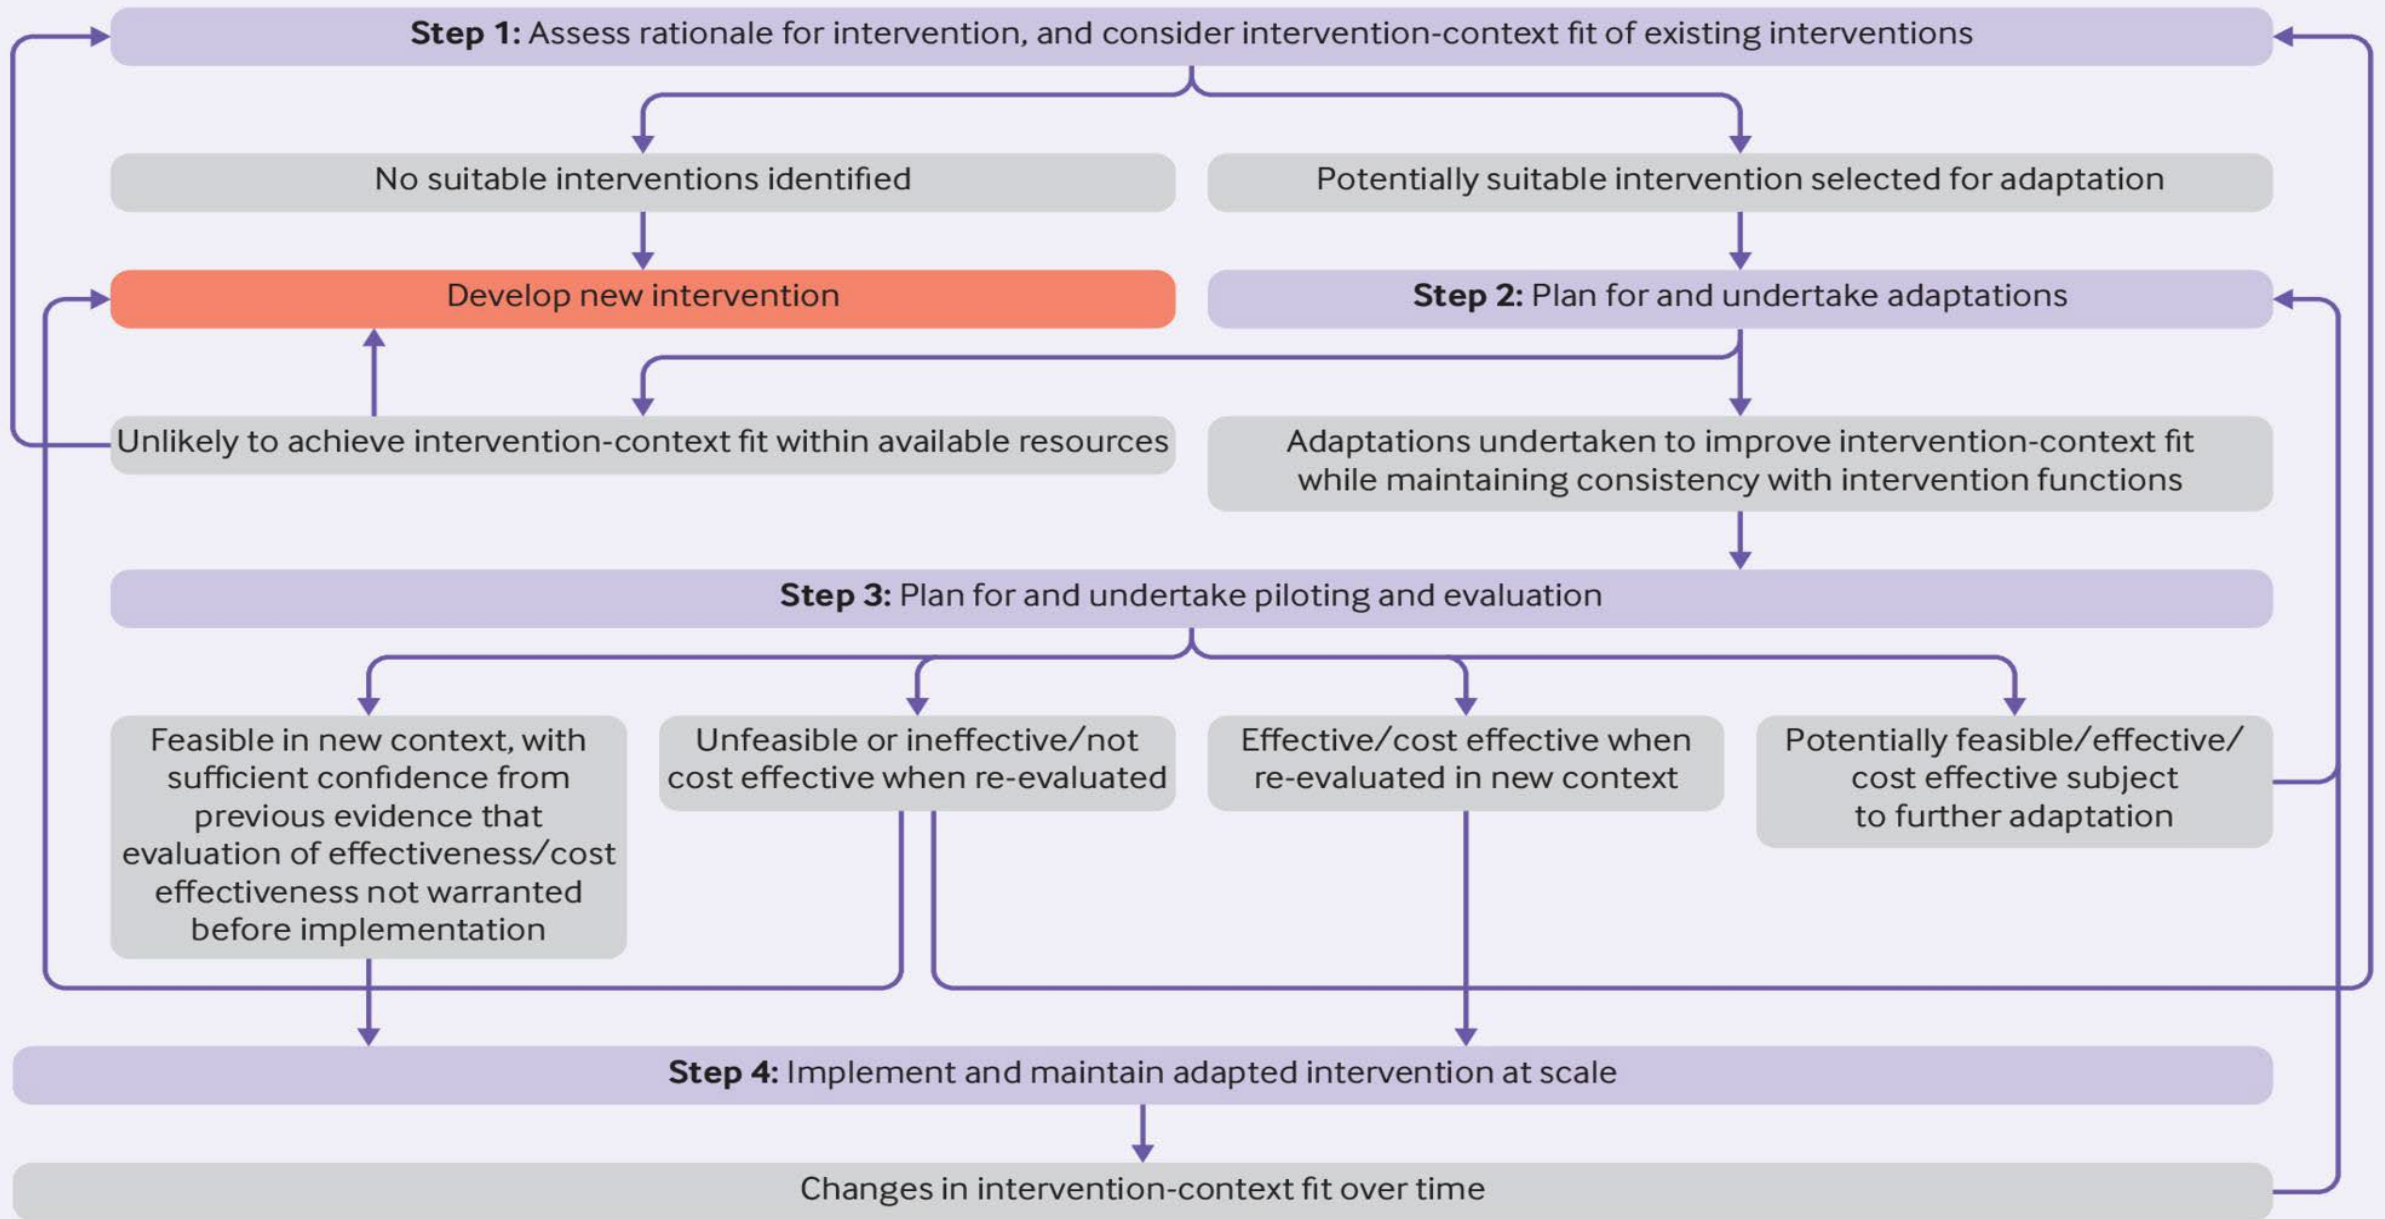 Step 1: Assess rationale for intervention, and consider intervention-context fit of existing interventions
No suitable interventions identified
Potentially suitable intervention selected for adaptation
Develop new intervention
Step 2: Plan for and undertake adaptations
Unlikely to achieve intervention-context fit within available resources
Adaptations undertaken to improve intervention-context fit
while maintaining consistency with intervention functions
Step 3: Plan for and undertake piloting and evaluation
Feasible in new context, with
sufficient confidence from
previous evidence that
evaluation of effectiveness/cost
effectiveness not warranted
before implementation
Unfeasible or ineffective/not
cost effective when re-evaluated
Effective/cost effective when
re-evaluated in new context
Potentially feasible/effective/
cost effective subject
to further adaptation
Step 4: Implement and maintain adapted intervention at scale
Changes in intervention-context fit over time